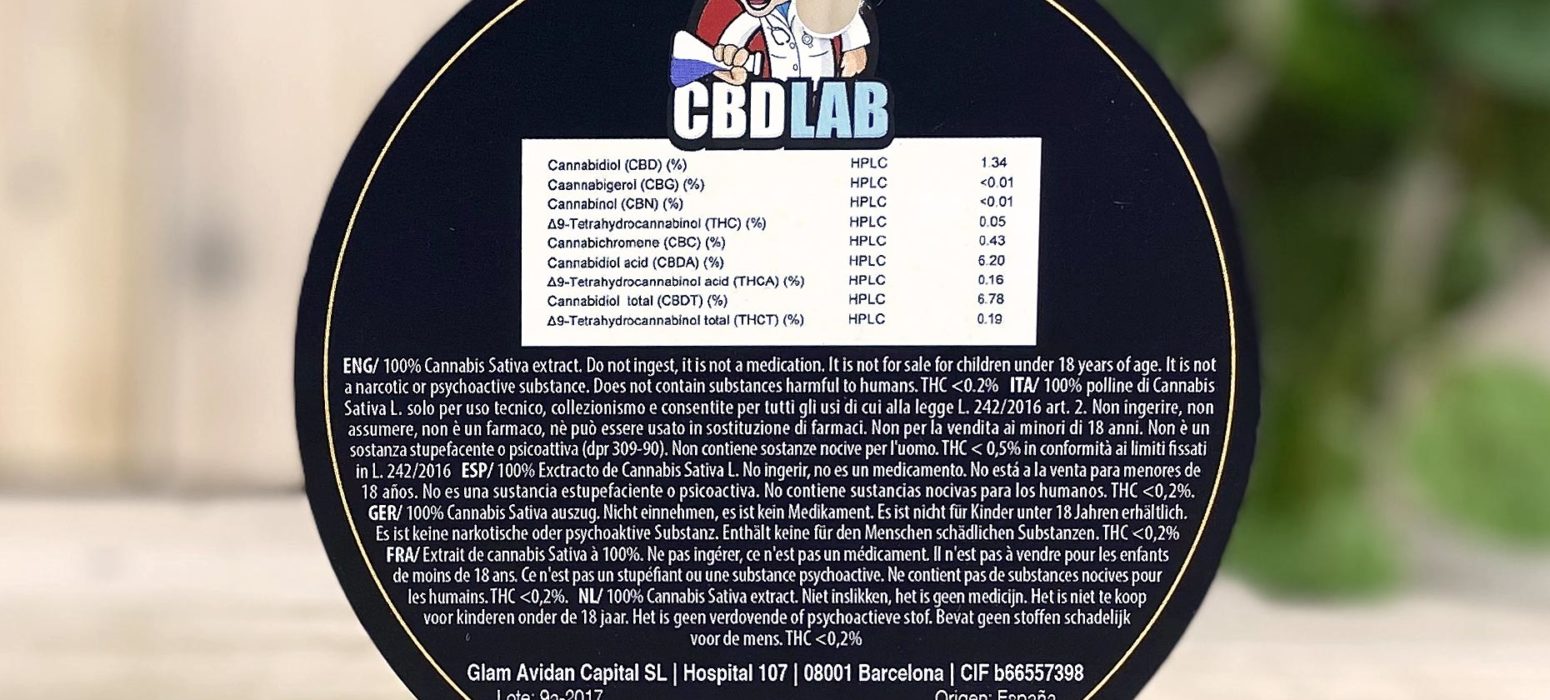 CBDLAB
Cannabidiol (CBD) (%) HPLC 1.34
Caannabigerol (CBG) (%) HPLC <0.01
Cannabinol (CBN) (%) HPLC <0.01
Δ9-Tetrahydrocannabinol (THC) (%) HPLC 0.05
Cannabichromene (CBC) (%) HPLC 0.43
Cannabidiol acid (CBDA) (%) HPLC 6.20
Δ9-Tetrahydrocannabinol acid (THCA) (%) HPLC 0.16
Cannabidiol total (CBDT) (%) HPLC 6.78
Δ9-Tetrahydrocannabinol total (THCT) (%) HPLC 0.19
ENG/ 100% Cannabis Sativa extract. Do not ingest, it is not a medication. It is not for sale for children under 18 years of age. It is not
a narcotic or psychoactive substance. Does not contain substances harmful to humans. THC <0.2% ITA/ 100% polline di Cannabis
Sativa L. solo per uso tecnico, collezionismo e consentite per tutti gli usi di cui alla legge L. 242/2016 art. 2. Non ingerire, non
assumere, non è un farmaco, nè può essere usato in sostituzione di farmaci. Non per la vendita ai minori di 18 anni. Non è un
sostanza stupefacente o psicoattiva (dpr 309-90). Non contiene sostanze nocive per l'uomo. THC < 0,5% in conformità ai limiti fissati
in L. 242/2016 ESP/ 100% Exctracto de Cannabis Sativa L. No ingerir, no es un medicamento. No está a la venta para menores de
18 años. No es una sustancia estupefaciente o psicoactiva. No contiene sustancias nocivas para los humanos. THC <0,2%.
GER/ 100% Cannabis Sativa auszug. Nicht einnehmen, es ist kein Medikament. Es ist nicht für Kinder unter 18 Jahren erhältlich.
Es ist keine narkotische oder psychoaktive Substanz. Enthält keine für den Menschen schädlichen Substanzen. THC <0,2%
FRA/ Extrait de cannabis Sativa à 100%. Ne pas ingérer, ce n'est pas un médicament. Il n'est pas à vendre pour les enfants
de moins de 18 ans. Ce n'est pas un stupéfiant ou une substance psychoactive. Ne contient pas de substances nocives pour
les humains. THC <0,2%. NL/ 100% Cannabis Sativa extract. Niet inslikken, het is geen medicijn. Het is niet te koop
voor kinderen onder de 18 jaar. Het is geen verdovende of psychoactieve stof. Bevat geen stoffen schadelijk
voor de mens. THC <0,2%
Glam Avidan Capital SL | Hospital 107 | 08001 Barcelona | CIF b66557398
Lote: 9a-2017 Origen: España